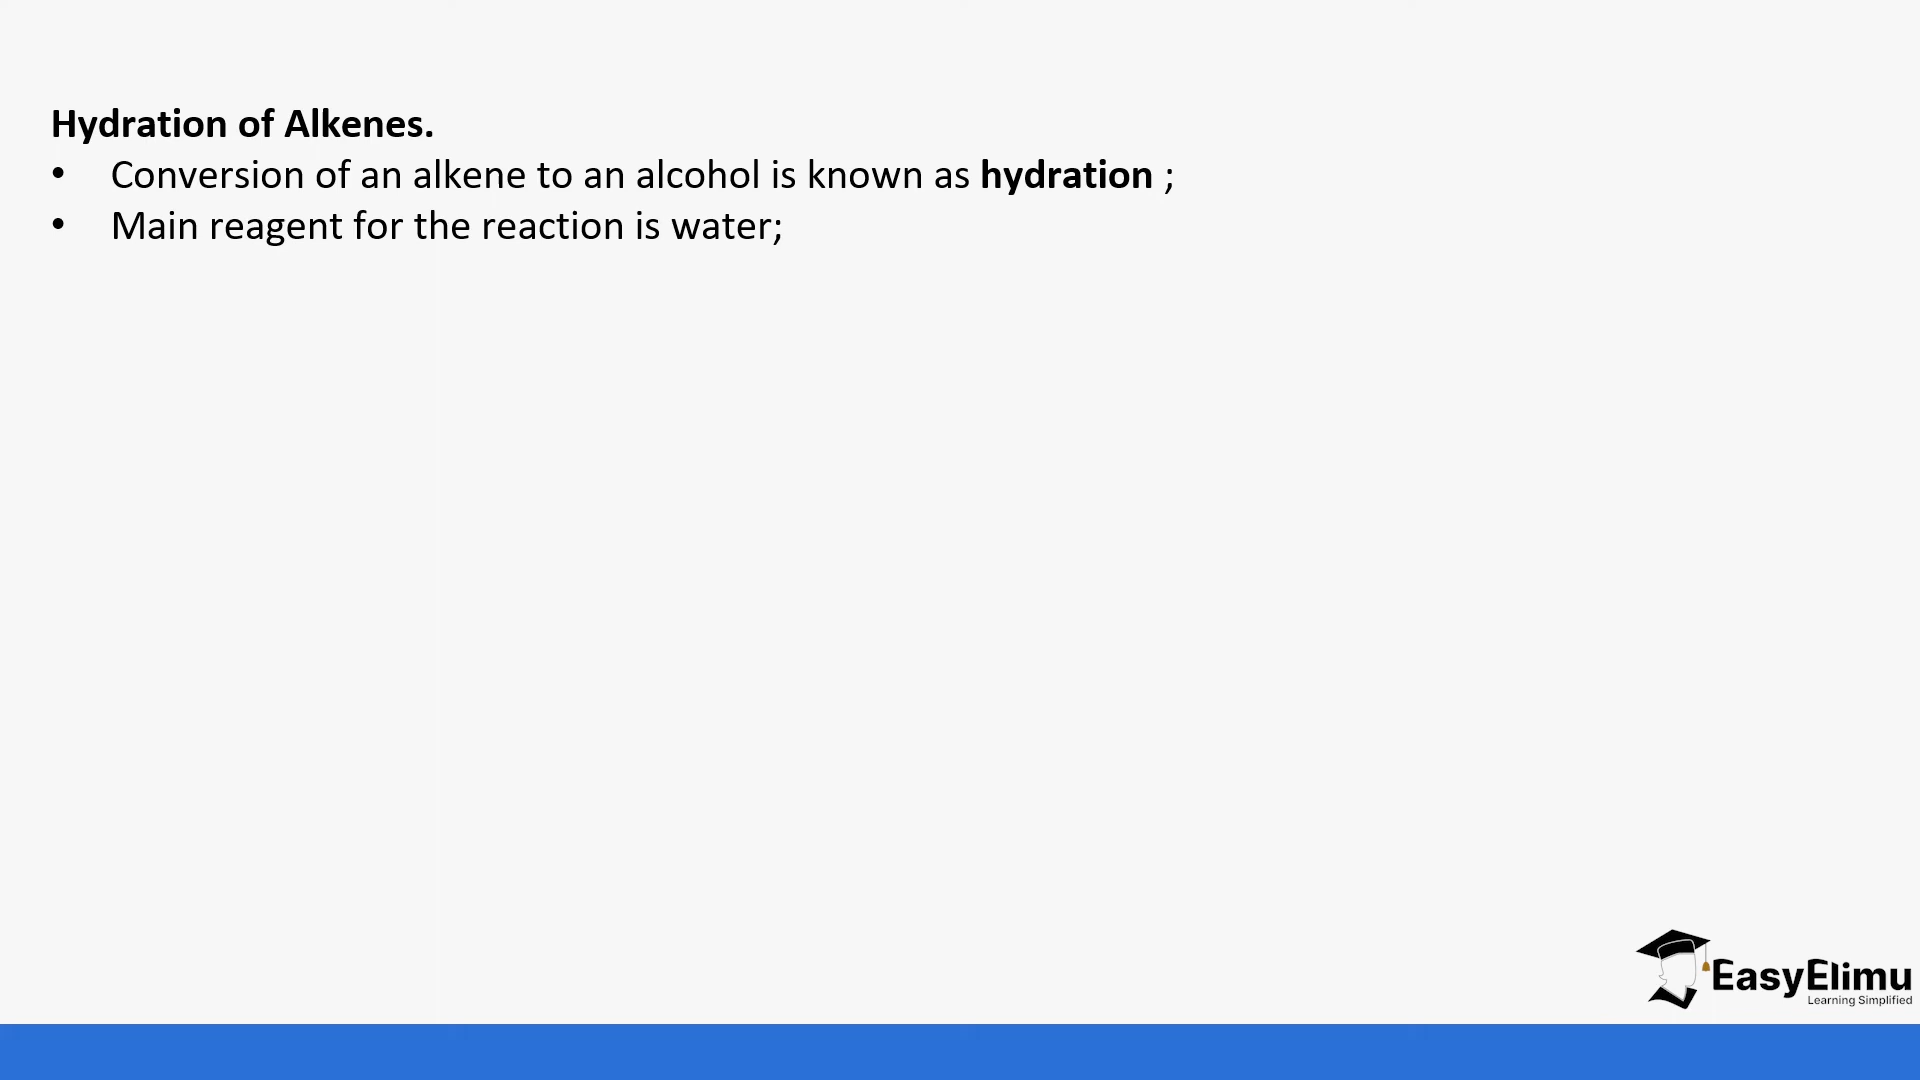 Hydration of Alkenes.
• Conversion of an alkene to an alcohol is known as hydration ;
• Main reagent for the reaction is water;
EasyElimu
Learning Simplified